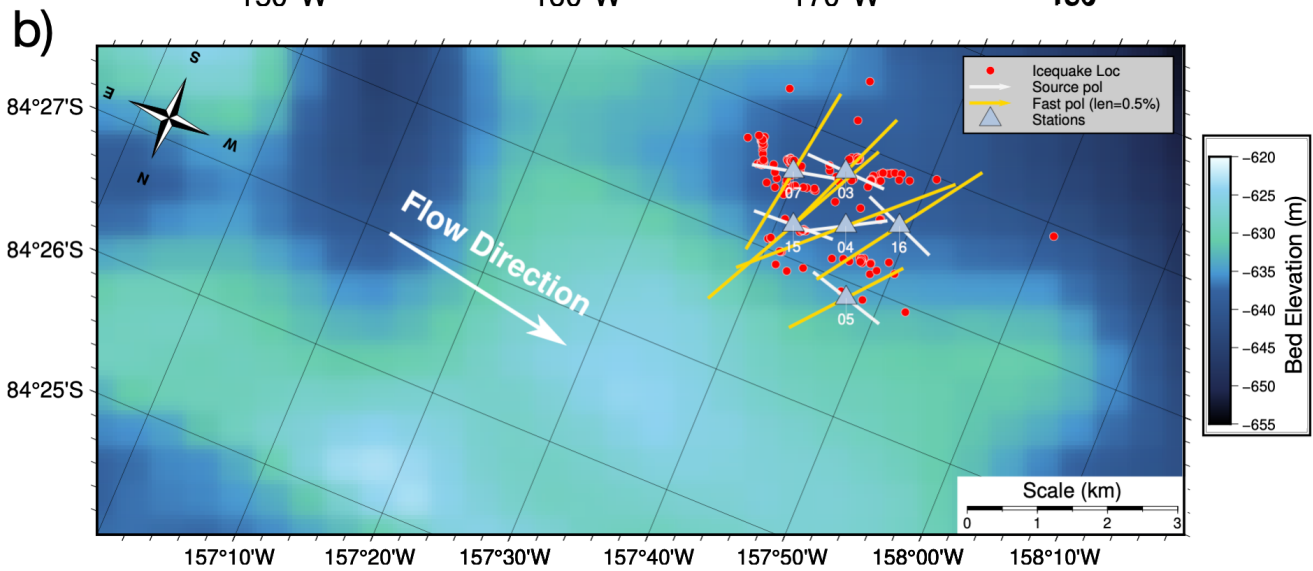 b)
S
E
W
N
84°27'S
84°26'S
84°25'S
Flow Direction
Icequake Loc
Source pol
Fast pol (len=0.5%)
Stations
07
03
15
04
16
05
−620
−625
−630
−635
−640
−645
−650
−655
Bed Elevation (m)
Scale (km)
0 1 2 3
157°10'W 157°20'W 157°30'W 157°40'W 157°50'W 158°00'W 158°10'W